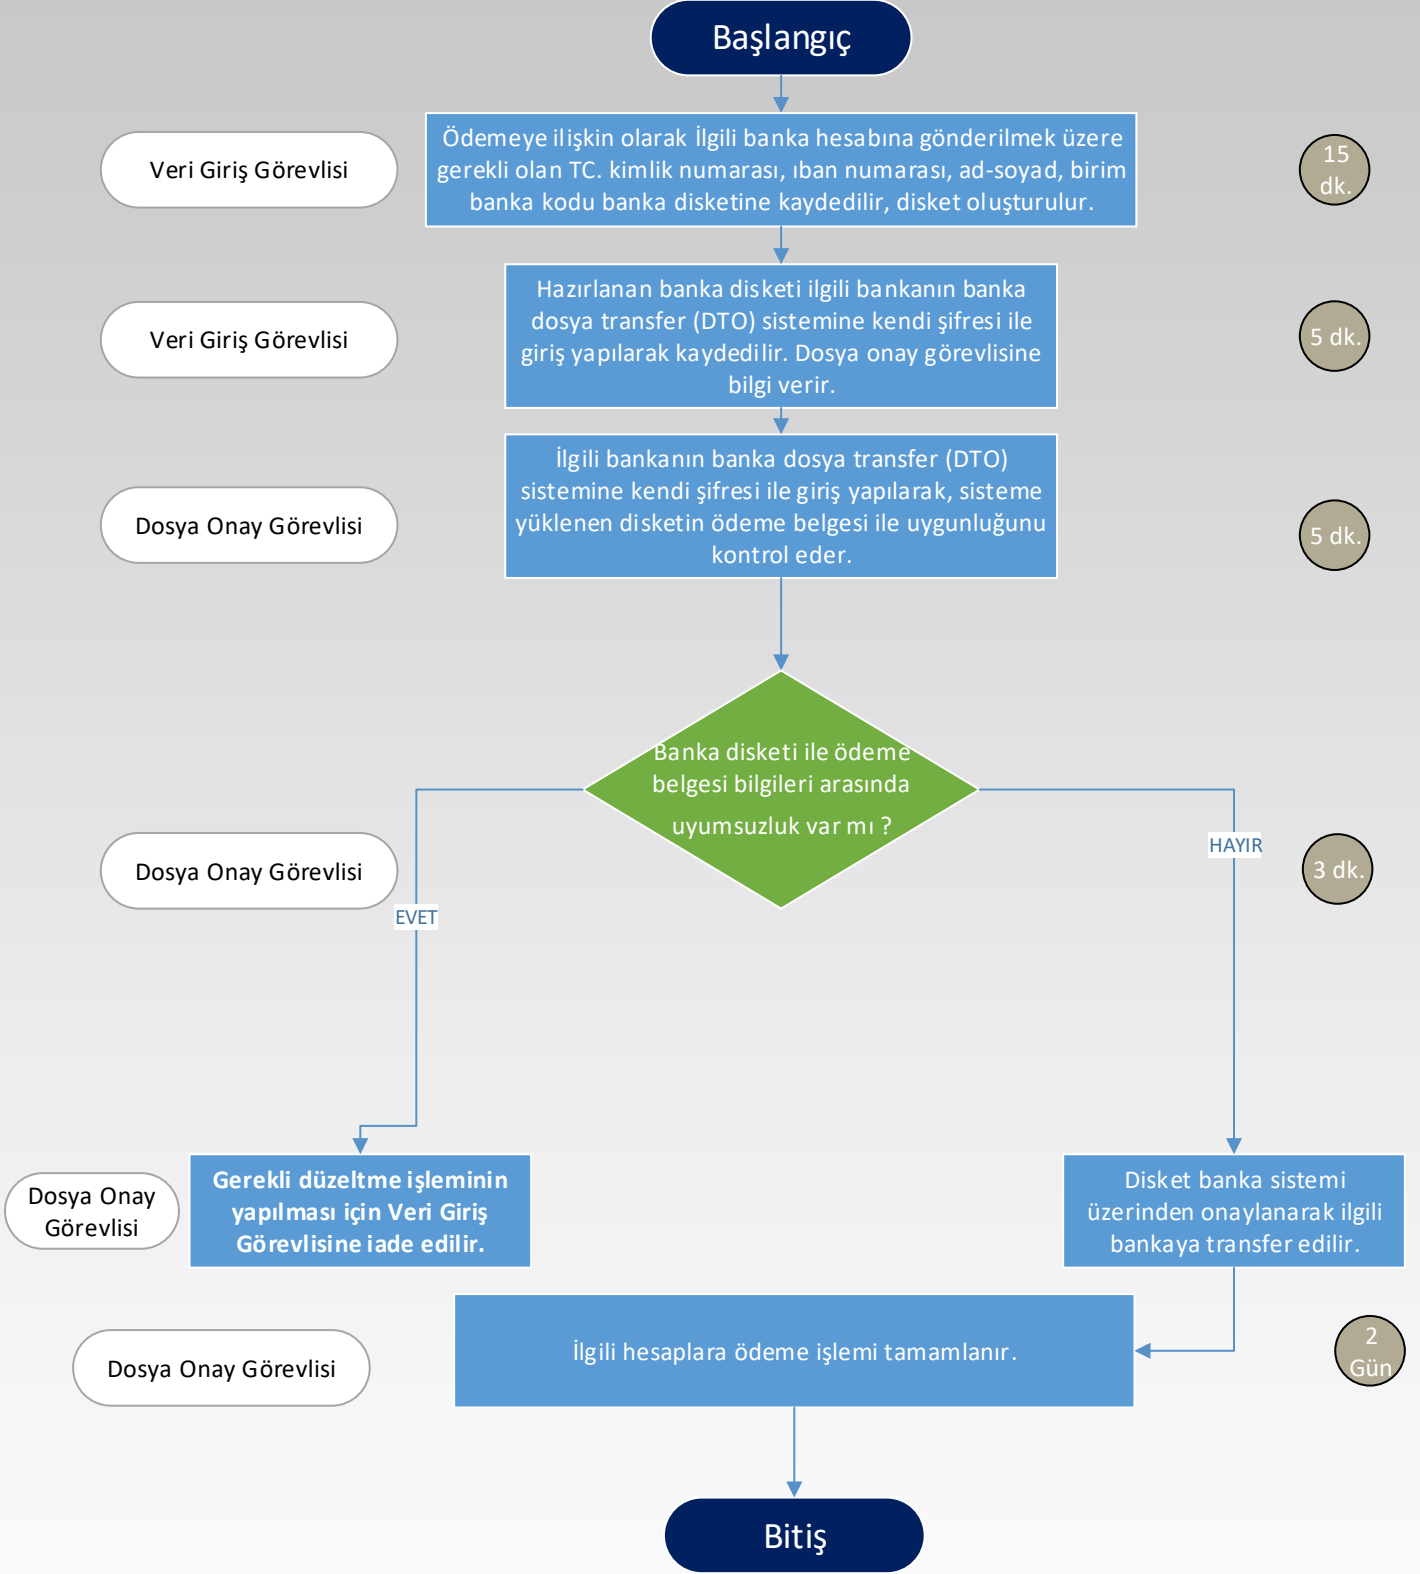 Başlangıç
Veri Giriş Görevlisi
Ödemeye ilişkin olarak İlgili banka hesabına gönderilmek üzere
gerekli olan TC. kimlik numarası, ıban numarası, ad-soyad, birim
banka kodu banka disketine kaydedilir, disket oluşturulur.
15
dk.
Veri Giriş Görevlisi
Hazırlanan banka disketi ilgili bankanın banka
dosya transfer (DTO) sistemine kendi şifresi ile
giriş yapılarak kaydedilir. Dosya onay görevlisine
bilgi verir.
5 dk.
Dosya Onay Görevlisi
İlgili bankanın banka dosya transfer (DTO)
sistemine kendi şifresi ile giriş yapılarak, sisteme
yüklenen disketin ödeme belgesi ile uygunluğunu
kontrol eder.
5 dk.
Banka disketi ile ödeme
belgesi bilgileri arasında
uyumsuzluk var mı ?
Dosya Onay Görevlisi
HAYIR
3 dk.
EVET
Dosya Onay
Görevlisi
Gerekli düzeltme işleminin
yapılması için Veri Giriş
Görevlisine iade edilir.
Disket banka sistemi
üzerinden onaylanarak ilgili
bankaya transfer edilir.
Dosya Onay Görevlisi
İlgili hesaplara ödeme işlemi tamamlanır.
2
Gün
Bitiş